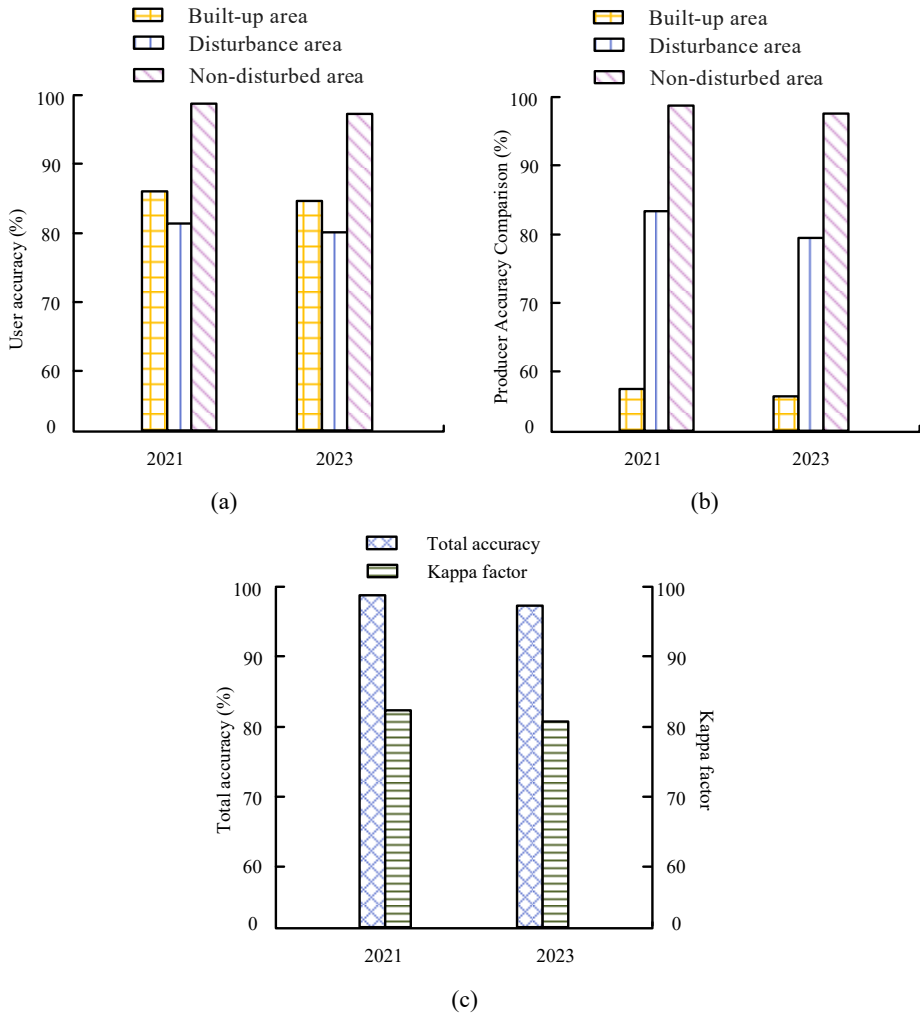 Built-up area
Disturbance area
Non-disturbed area
100
90
80
70
60
0
User accuracy (%)
2021
2023
(a)
Built-up area
Disturbance area
Non-disturbed area
100
90
80
70
60
0
Producer Accuracy Comparison (%)
2021
2023
(b)
Total accuracy
Kappa factor
100
90
80
70
60
0
Total accuracy (%)
100
90
80
70
60
0
Kappa factor
2021
2023
(c)